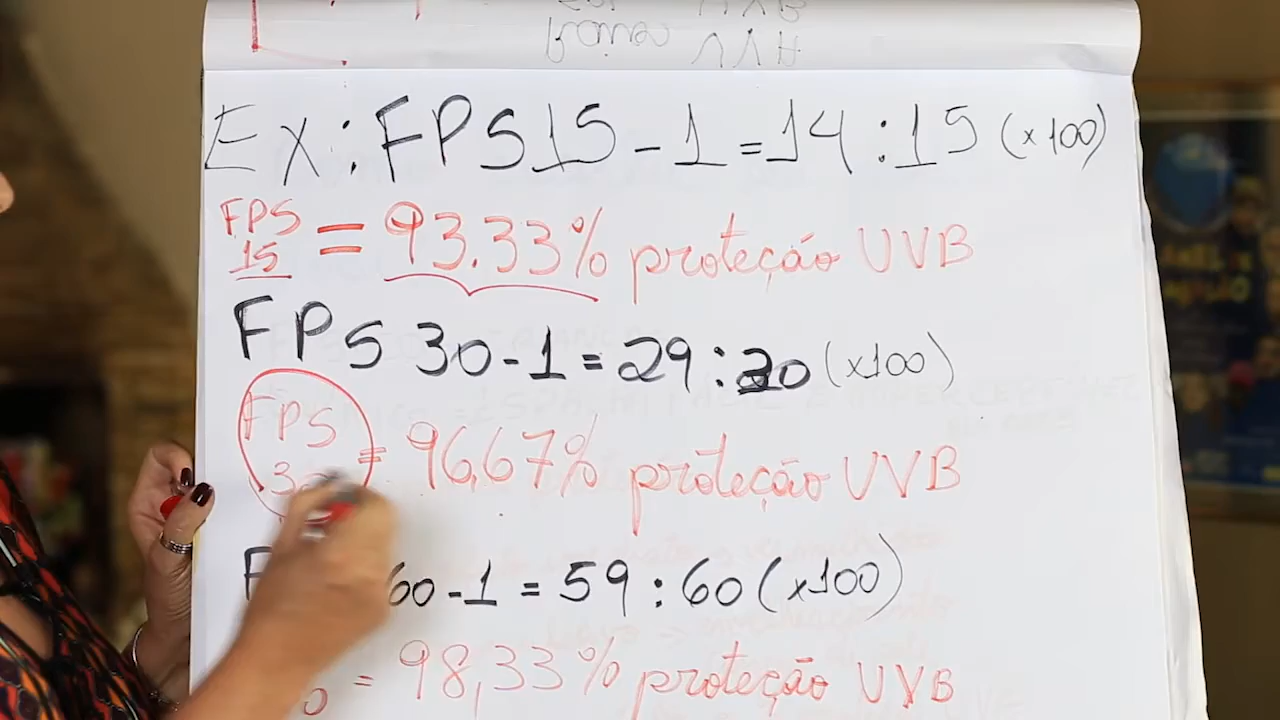 EX: FPS 15 - 1 = 14 : 15 (x100)
FPS 15 = 93.33% proteção UVB
FPS 30 - 1 = 29 : 30 (x100)
FPS 30 = 96,67% proteção UVB
60 - 1 = 59 : 60 (x100)
= 98,33% proteção UVB